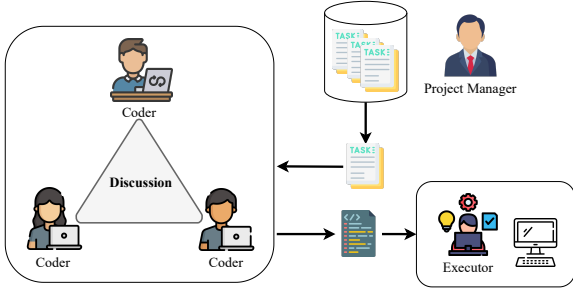 Coder
Discussion
Coder
Coder
TASK
TASK
TASK
Project Manager
TASK
</>
Executor